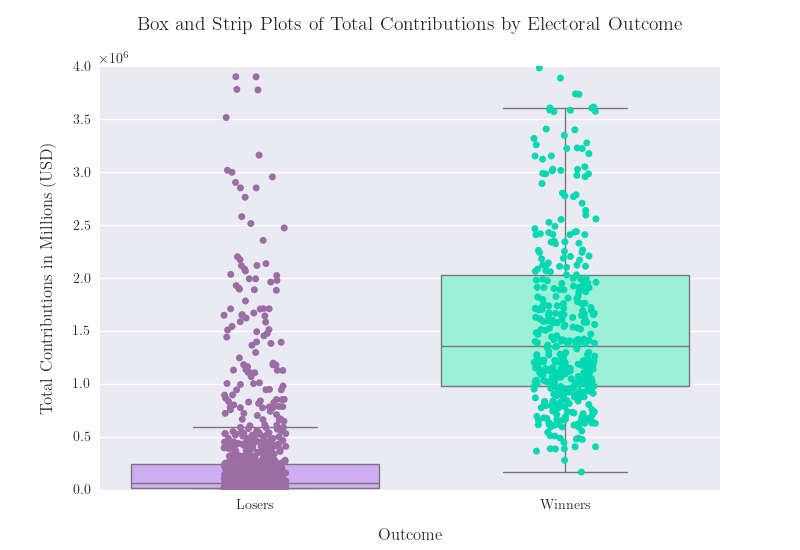 Box and Strip Plots of Total Contributions by Electoral Outcome
×10⁶
4.0
3.5
3.0
2.5
2.0
1.5
1.0
0.5
0.0
Total Contributions in Millions (USD)
Losers
Winners
Outcome